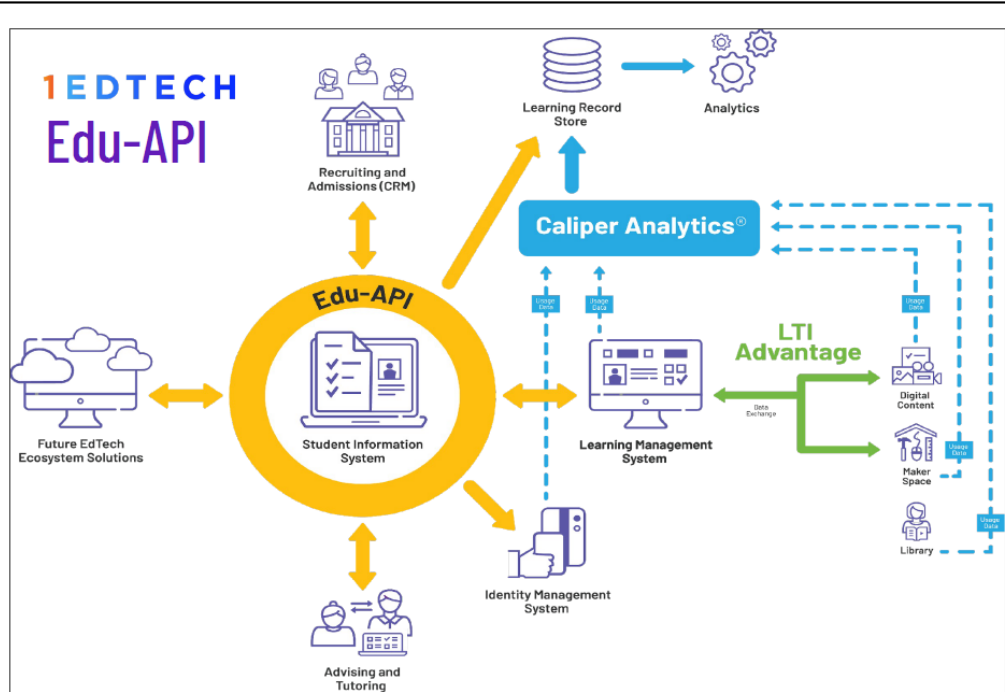 1EDTECH
Edu-API
Recruiting and
Admissions (CRM)
Learning Record
Store
Analytics
Caliper Analytics®
Edu-API
Student Information
System
Future EdTech
Ecosystem Solutions
Usage
Data
Usage
Data
Usage
Data
LTI
Advantage
Data
Exchange
Digital
Content
Learning Management
System
Maker
Space
Usage
Data
Library
Usage
Data
Identity Management
System
Advising and
Tutoring